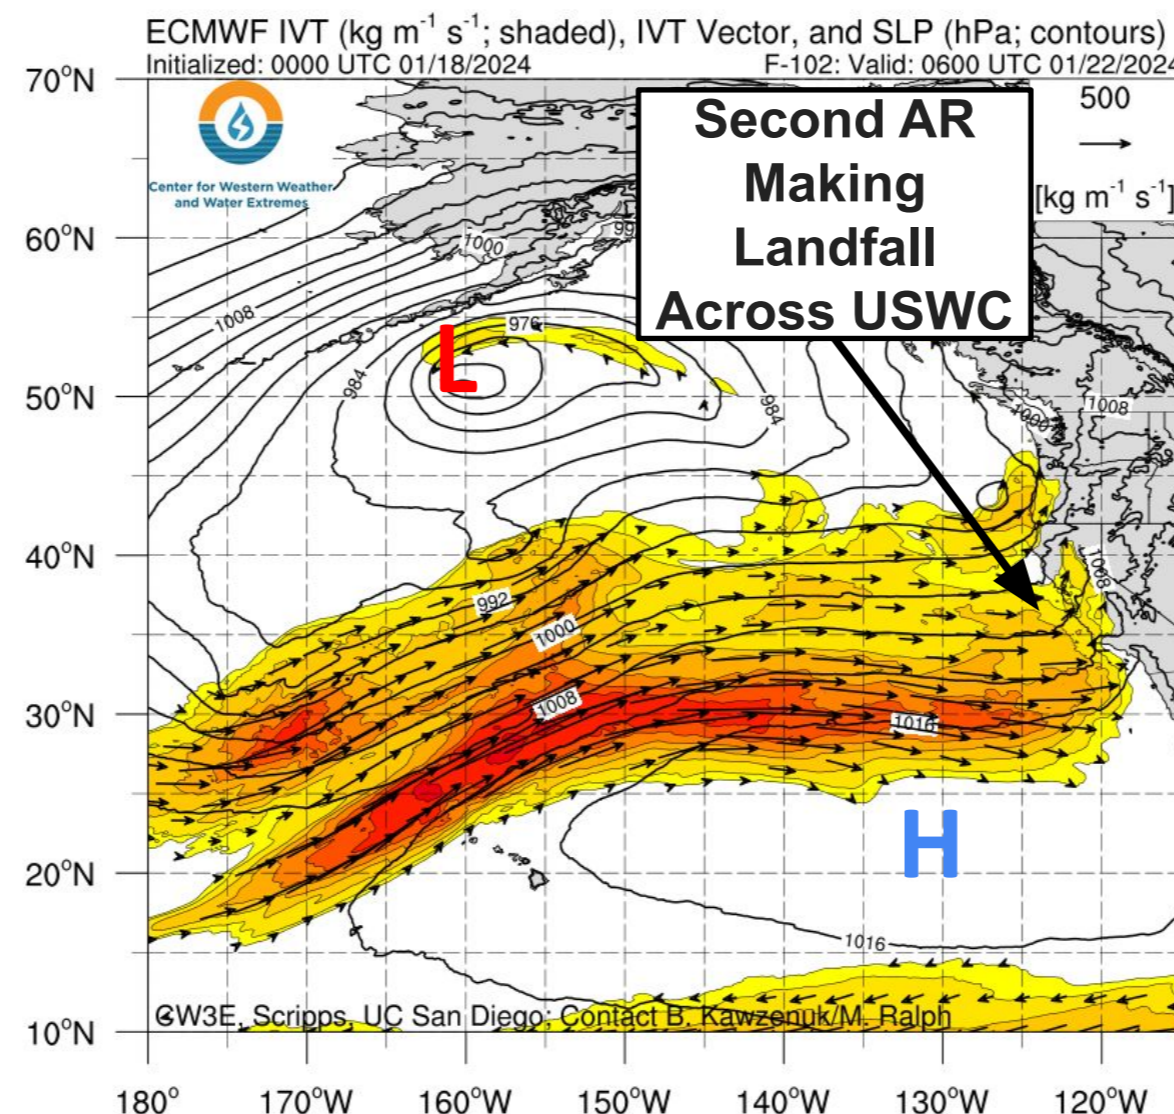 ECMWF IVT (kg m⁻¹ s⁻¹; shaded), IVT Vector, and SLP (hPa; contours)
Initialized: 0000 UTC 01/18/2024 F-102: Valid: 0600 UTC 01/22/2024
70°N
60°N
50°N
40°N
30°N
20°N
10°N
Center for Western Weather
and Water Extremes
Second AR
Making
Landfall
Across USWC
500
[kg m⁻¹ s⁻¹]
1000
99
1008
976
L
984
984
1000
1008
992
1000
1008
1008
1016
H
1016
CW3E, Scripps, UC San Diego; Contact B. Kawzenuk/M. Ralph
180° 170°W 160°W 150°W 140°W 130°W 120°W